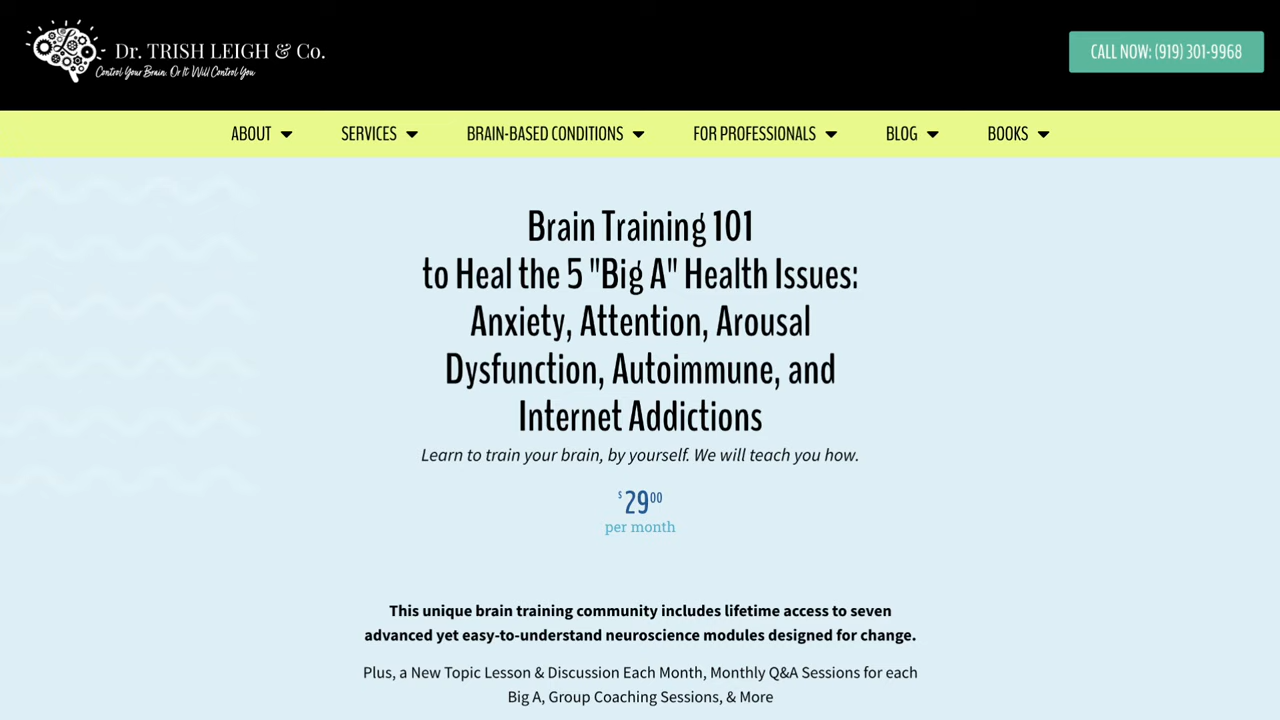 Dr. TRISH LEIGH & Co.
Control Your Brain, Or It Will Control You
CALL NOW: (919) 301-9968
ABOUT
SERVICES
BRAIN-BASED CONDITIONS
FOR PROFESSIONALS
BLOG
BOOKS
Brain Training 101
to Heal the 5 "Big A" Health Issues:
Anxiety, Attention, Arousal
Dysfunction, Autoimmune, and
Internet Addictions
Learn to train your brain, by yourself. We will teach you how.
$29 00
per month
This unique brain training community includes lifetime access to seven
advanced yet easy-to-understand neuroscience modules designed for change.
Plus, a New Topic Lesson & Discussion Each Month, Monthly Q&A Sessions for each
Big A, Group Coaching Sessions, & More